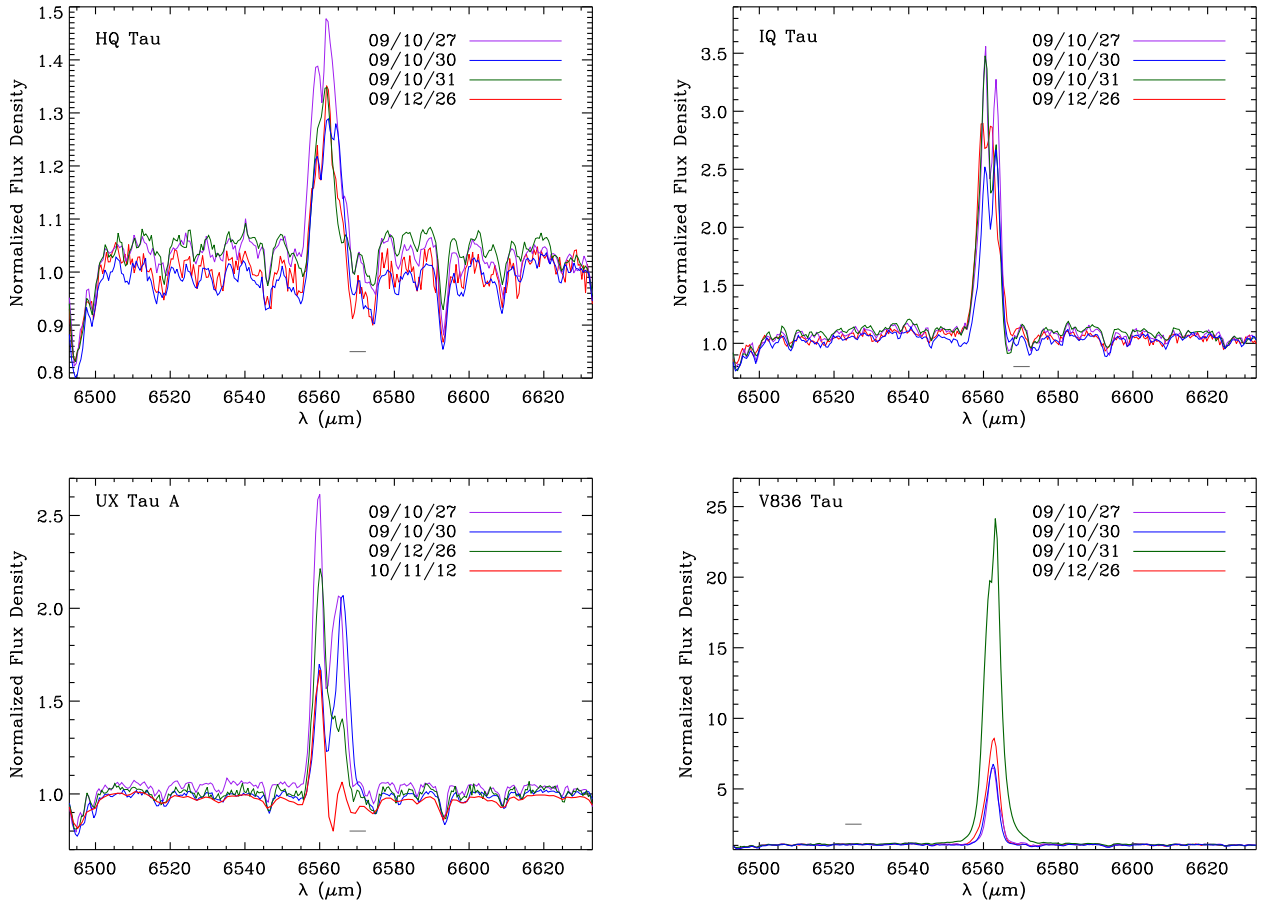 HQ Tau
09/10/27
09/10/30
09/10/31
09/12/26
Normalized Flux Density
1.5
1.4
1.3
1.2
1.1
1.0
0.9
0.8
6500 6520 6540 6560 6580 6600 6620
λ (μm)
IQ Tau
09/10/27
09/10/30
09/10/31
09/12/26
Normalized Flux Density
3.5
3.0
2.5
2.0
1.5
1.0
6500 6520 6540 6560 6580 6600 6620
λ (μm)
UX Tau A
09/10/27
09/10/30
09/12/26
10/11/12
Normalized Flux Density
2.5
2.0
1.5
1.0
6500 6520 6540 6560 6580 6600 6620
λ (μm)
V836 Tau
09/10/27
09/10/30
09/10/31
09/12/26
Normalized Flux Density
25
20
15
10
5
6500 6520 6540 6560 6580 6600 6620
λ (μm)